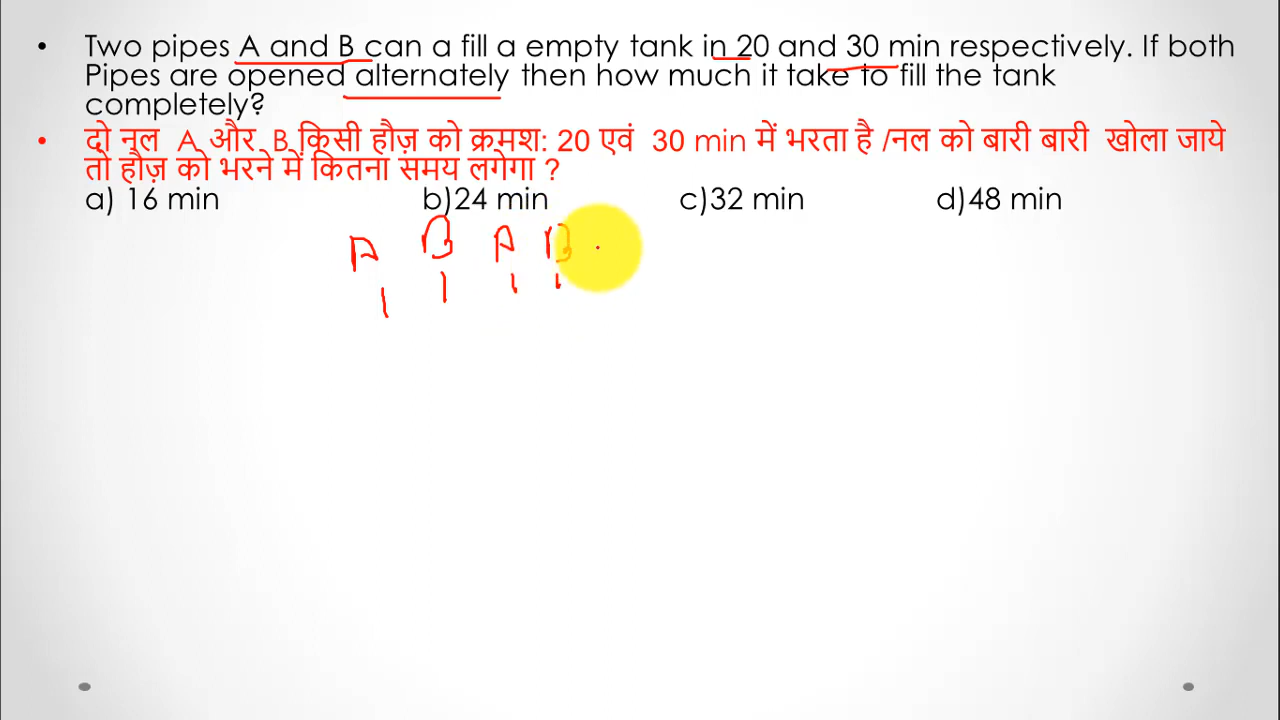 • Two pipes A and B can a fill a empty tank in 20 and 30 min respectively. If both
Pipes are opened alternately then how much it take to fill the tank
completely?
• दो नल A और B किसी हौज़ को क्रमश: 20 एवं 30 min में भरता है /नल को बारी बारी खोला जाये
तो हौज़ को भरने में कितना समय लगेगा ?
a) 16 min b)24 min c)32 min d)48 min
A B A B
1 1 1 1